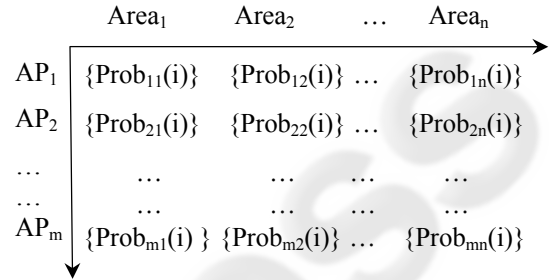 Area₁ Area₂ … Areaₙ
AP₁ {Prob₁₁(i)} {Prob₁₂(i)} … {Prob₁ₙ(i)}
AP₂ {Prob₂₁(i)} {Prob₂₂(i)} … {Prob₂ₙ(i)}
… … … … …
… … … … …
APₘ {Probₘ₁(i) } {Probₘ₂(i)} … {Probₘₙ(i)}